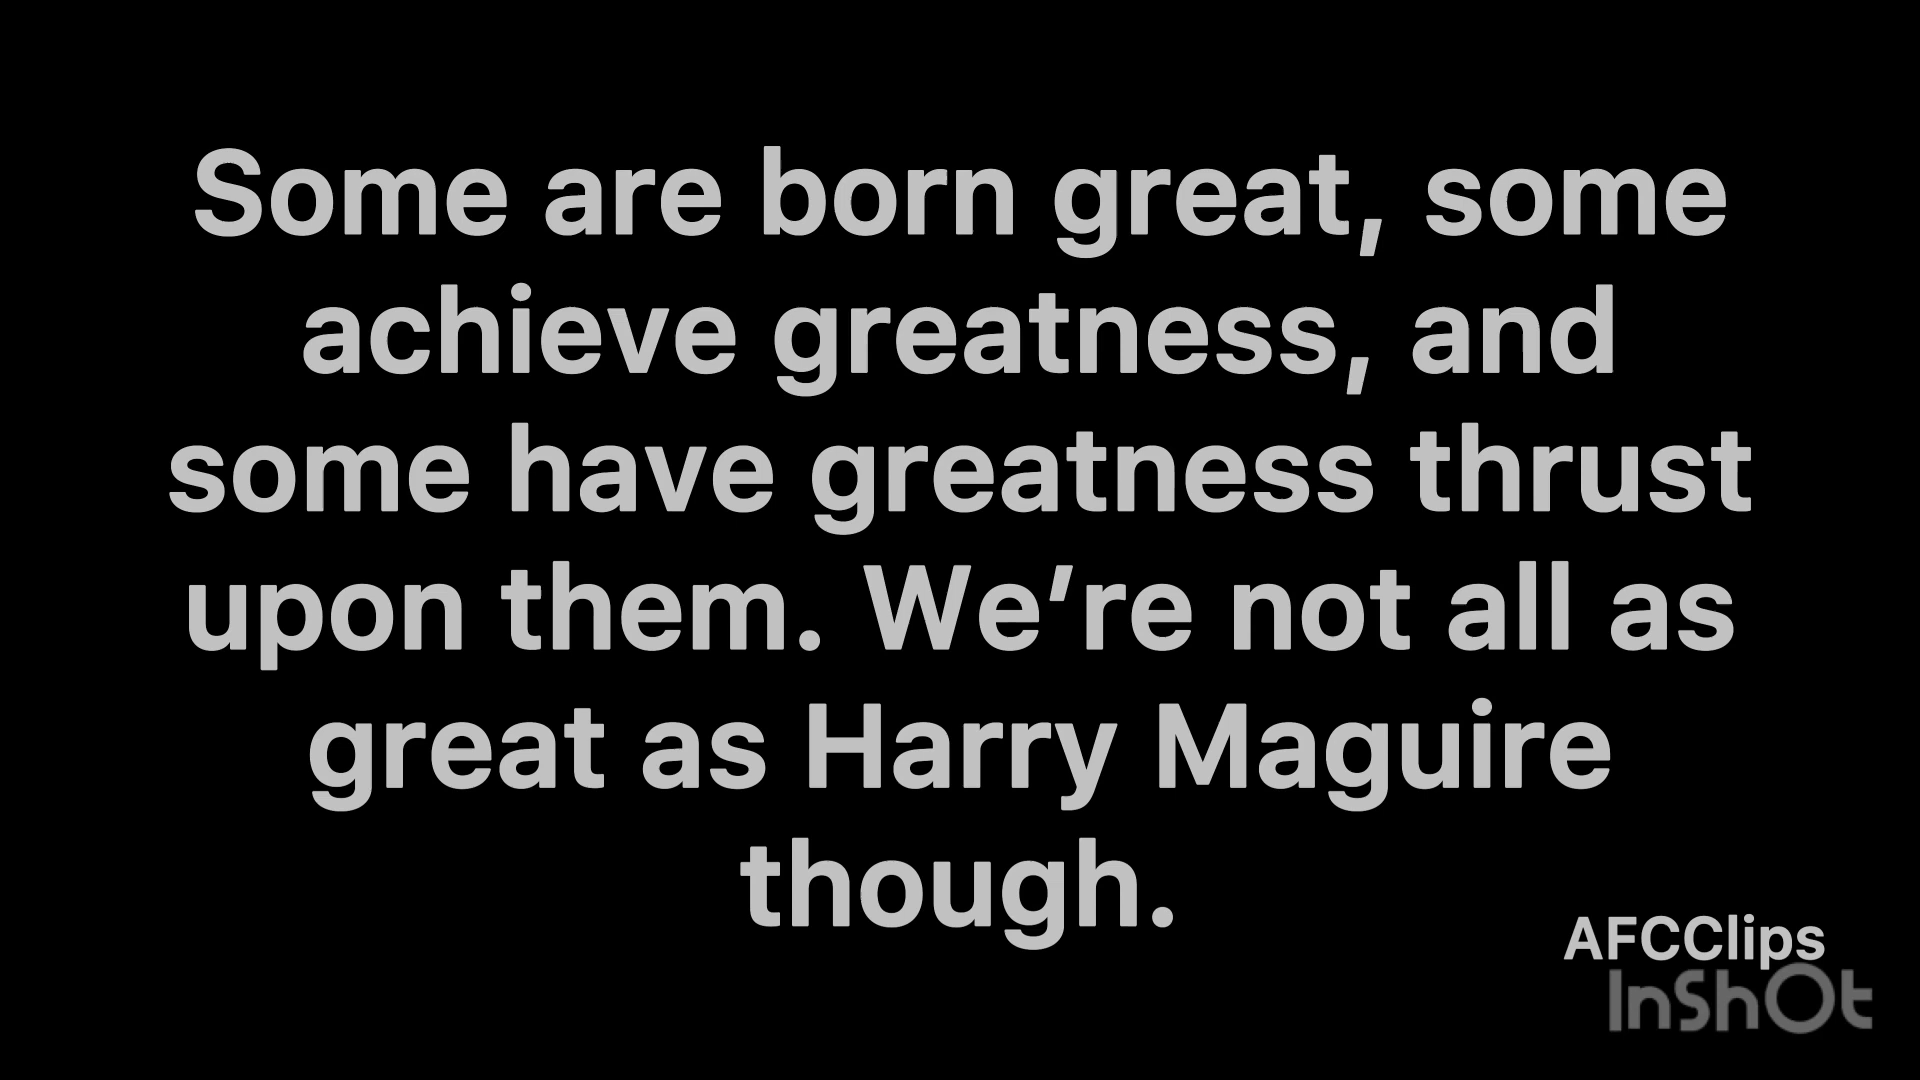 Some are born great, some
achieve greatness, and
some have greatness thrust
upon them. We’re not all as
great as Harry Maguire
though.
AFCClips
InShOt